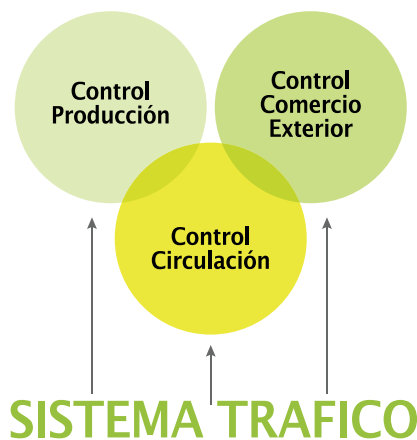 Control
Producción
Control
Comercio
Exterior
Control
Circulación
SISTEMA TRAFICO